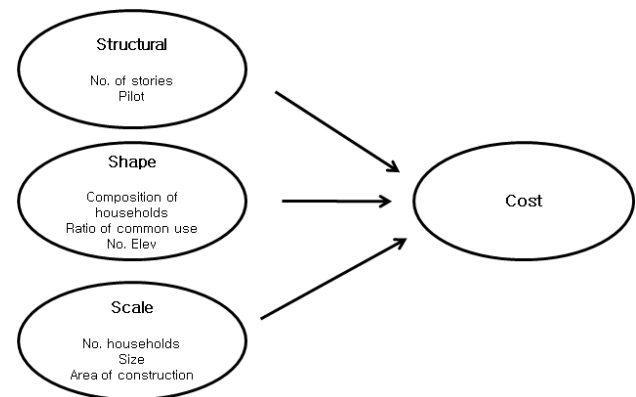 Structural
No. of stories
Pilot
Shape
Composition of
households
Ratio of common use
No. Elev
Scale
No. households
Size
Area of construction
Cost